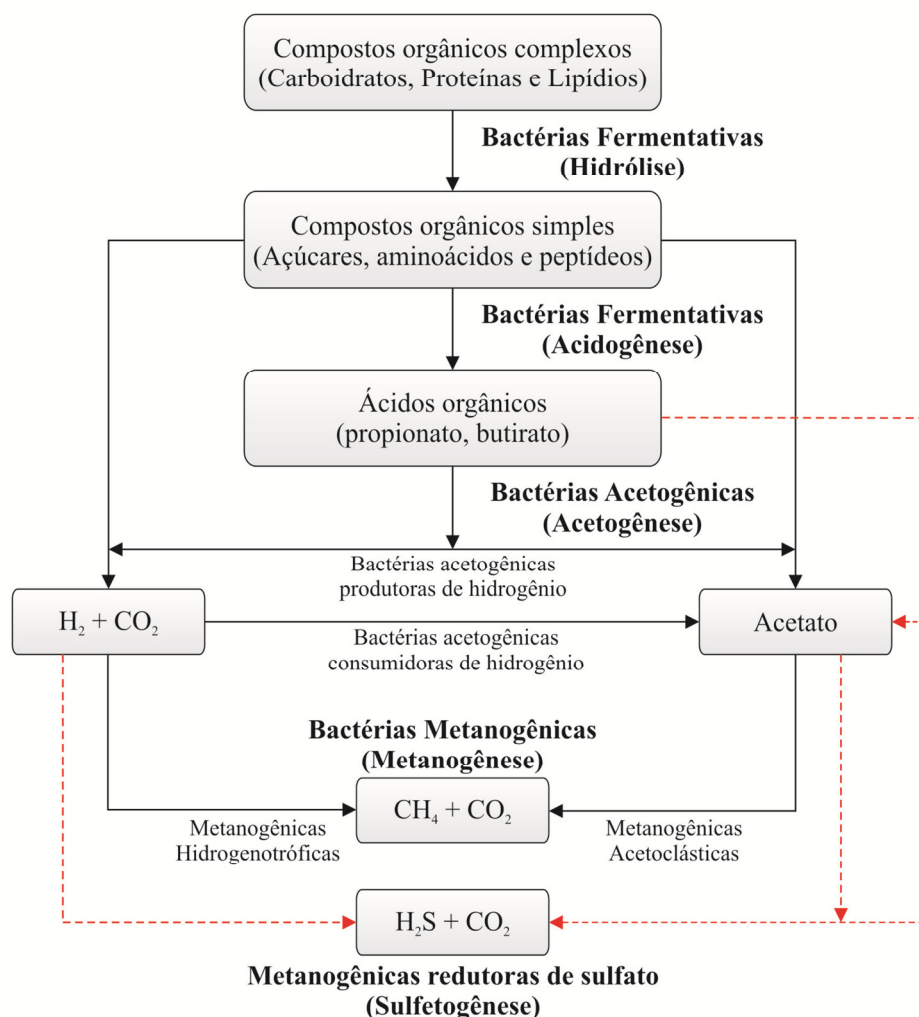 Compostos orgânicos complexos
(Carboidratos, Proteínas e Lipídios)
Bactérias Fermentativas
(Hidrólise)
Compostos orgânicos simples
(Açúcares, aminoácidos e peptídeos)
Bactérias Fermentativas
(Acidogênese)
Ácidos orgânicos
(propionato, butirato)
Bactérias Acetogênicas
(Acetogênese)
Bactérias acetogênicas
produtoras de hidrogênio
H₂ + CO₂
Acetato
Bactérias acetogênicas
consumidoras de hidrogênio
Bactérias Metanogênicas
(Metanogênese)
CH₄ + CO₂
Metanogênicas
Hidrogenotróficas
Metanogênicas
Acetoclásticas
H₂S + CO₂
Metanogênicas redutoras de sulfato
(Sulfetogênese)